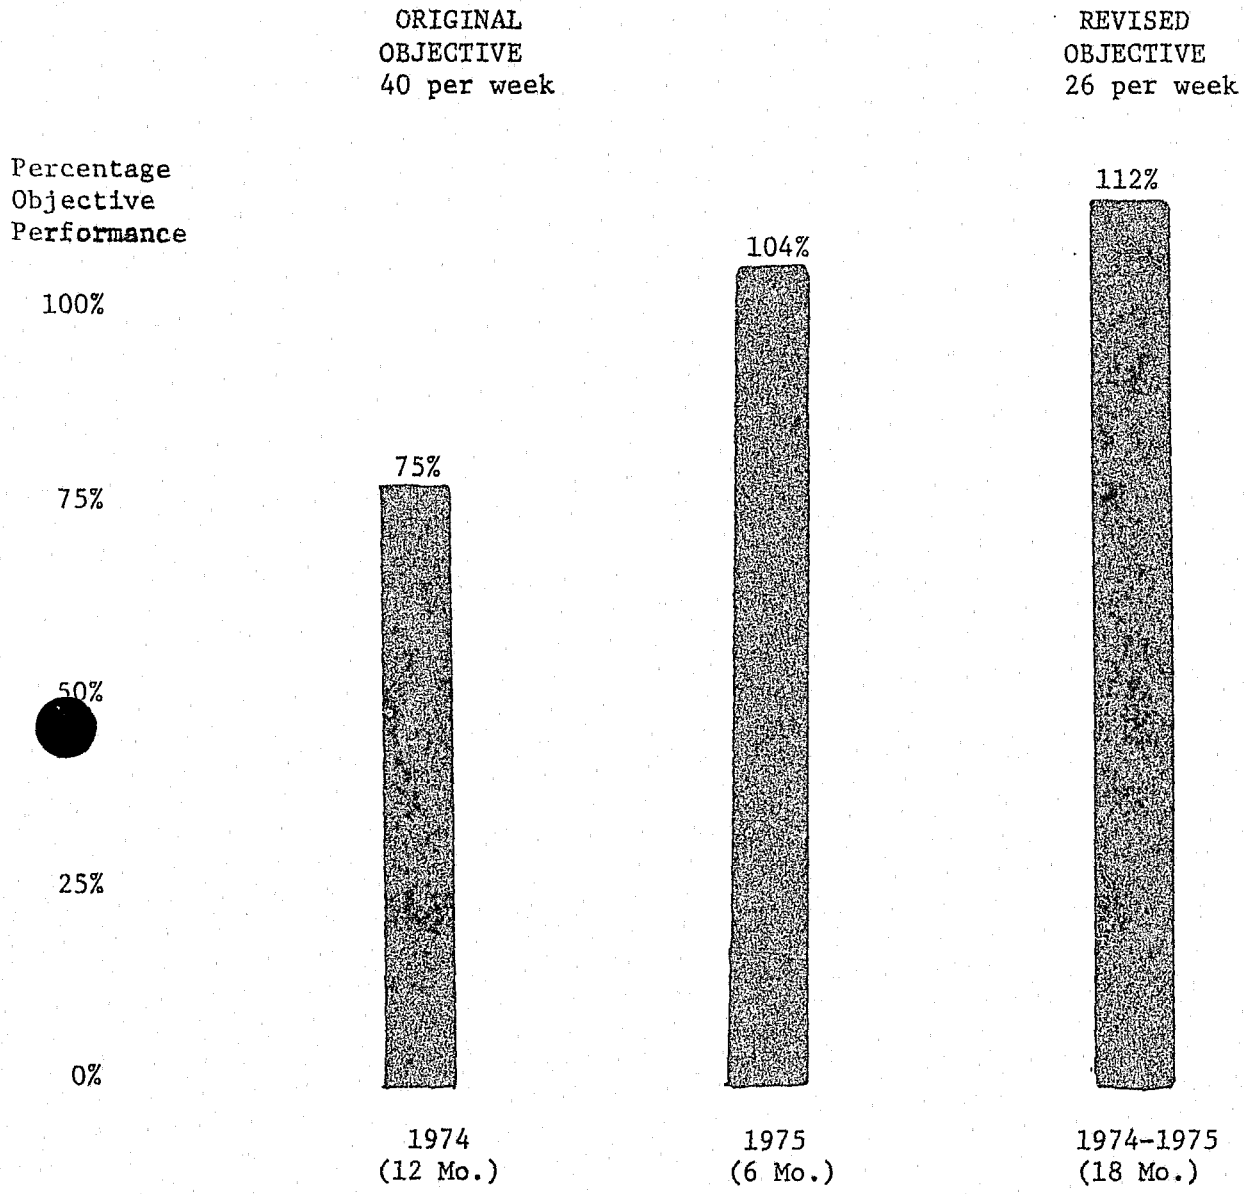 ORIGINAL
OBJECTIVE
40 per week
REVISED
OBJECTIVE
26 per week
Percentage
Objective
Performance
112%
104%
100%
75%
75%
50%
25%
0%
1974
(12 Mo.)
1975
(6 Mo.)
1974-1975
(18 Mo.)